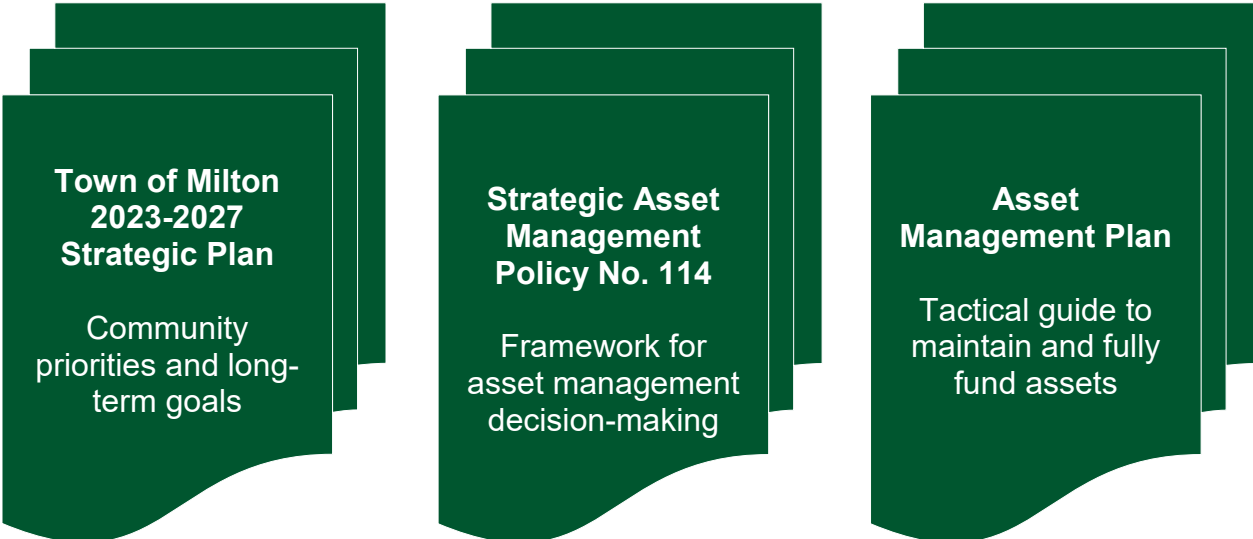 Town of Milton
2023-2027
Strategic Plan
Community
priorities and long-
term goals
Strategic Asset
Management
Policy No. 114
Framework for
asset management
decision-making
Asset
Management Plan
Tactical guide to
maintain and fully
fund assets